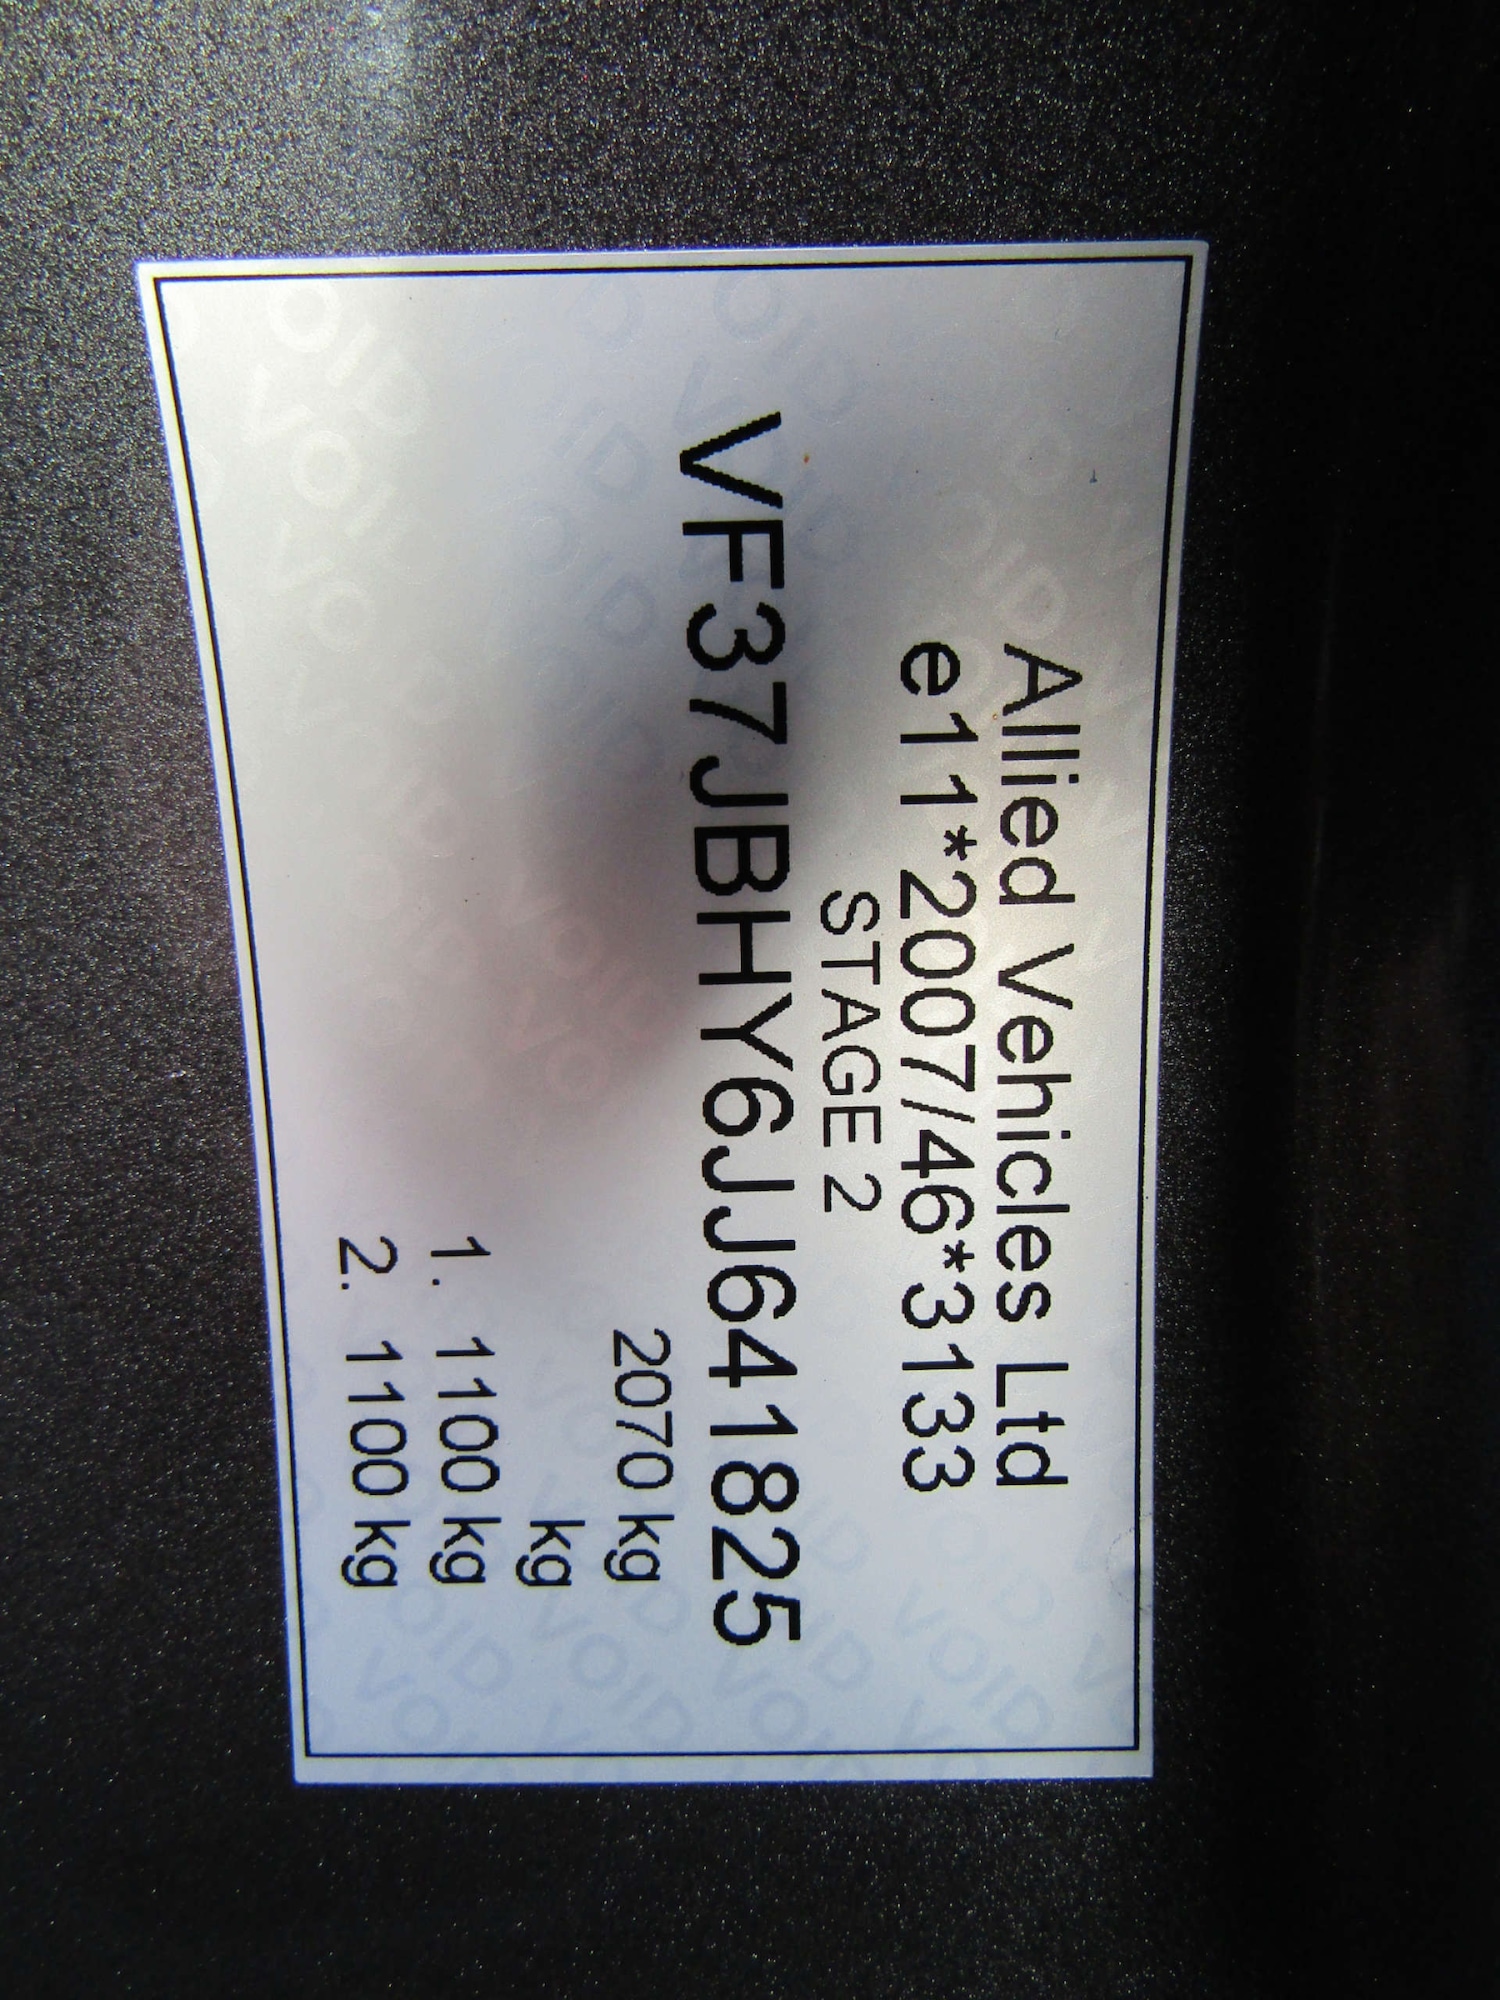 Allied Vehicles Ltd
e11*2007/46*3133
STAGE 2
VF37JBHY6JJ641825
2070 kg
kg
1. 1100 kg
2. 1100 kg